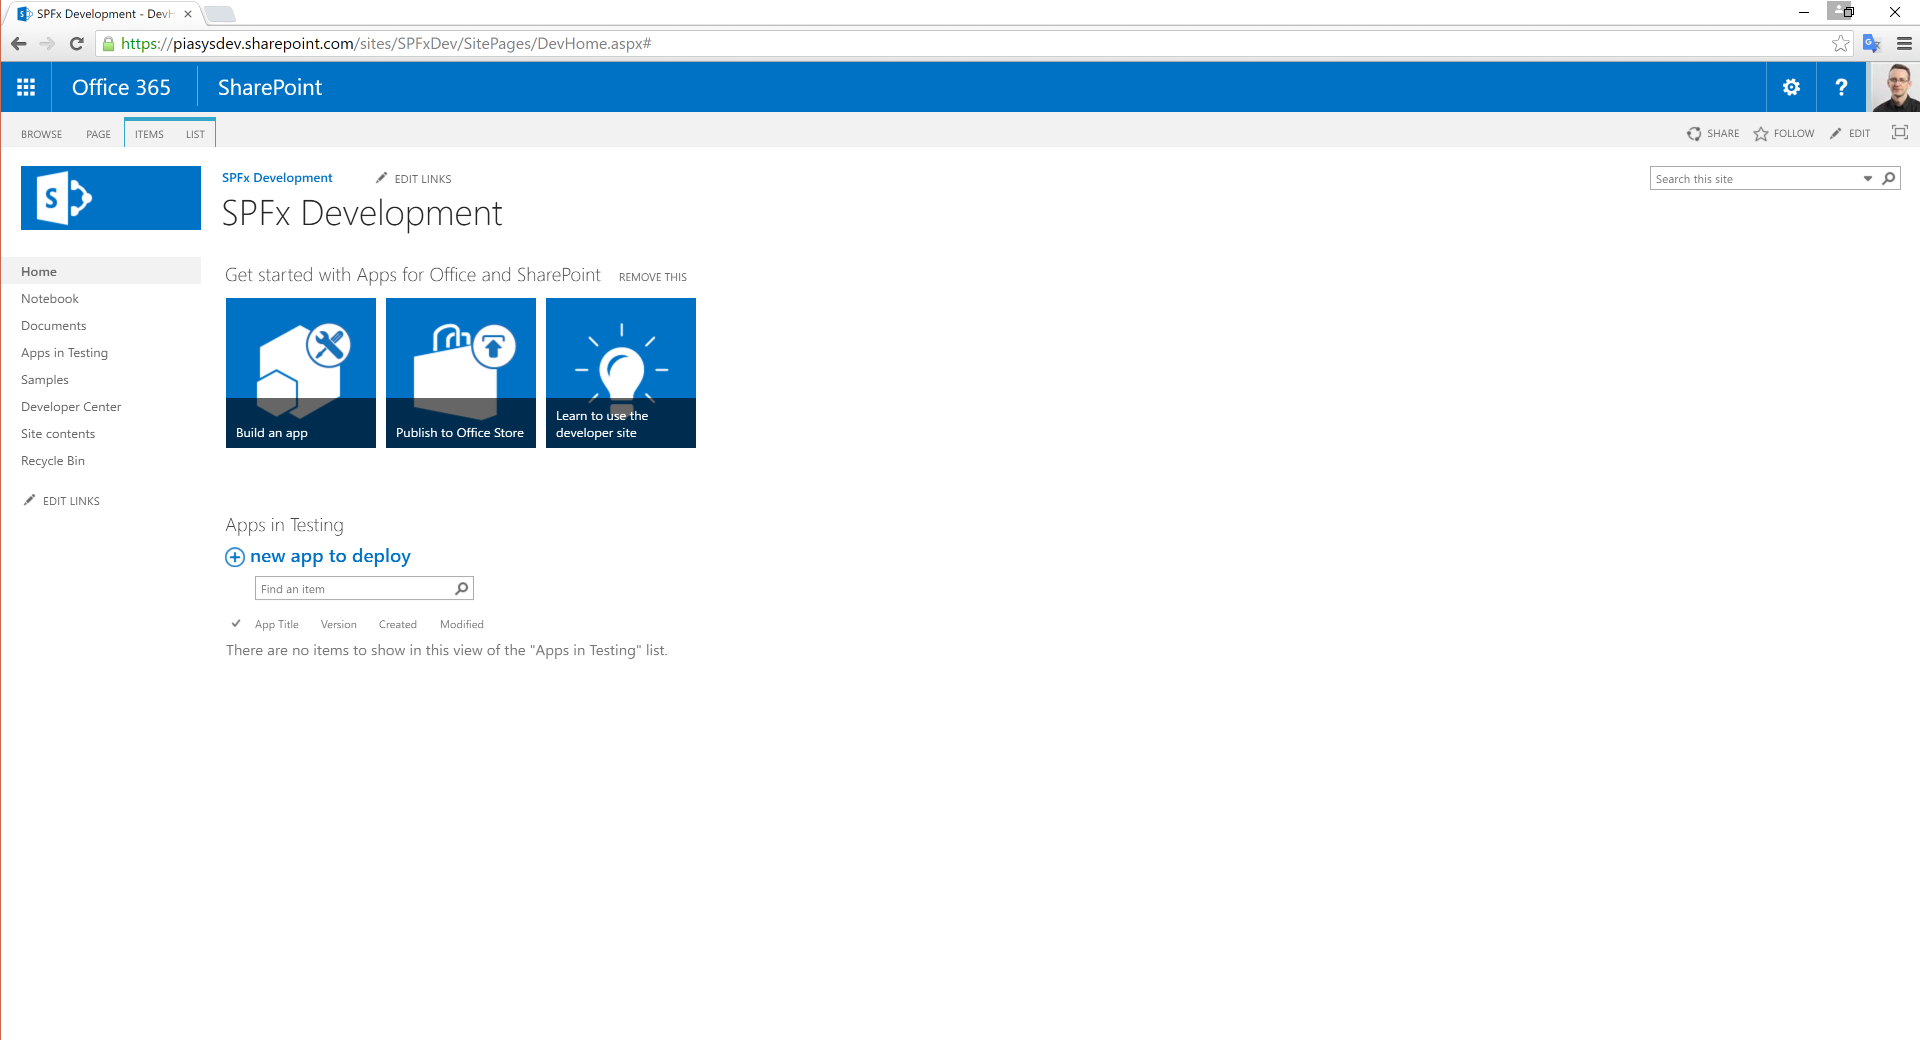 SPFx Development - Dev
https://piasysdev.sharepoint.com/sites/SPFxDev/SitePages/DevHome.aspx#
Office 365
SharePoint
?
BROWSE
PAGE
ITEMS
LIST
SHARE
FOLLOW
EDIT
SPFx Development
EDIT LINKS
Search this site
SPFx Development
Home
Notebook
Documents
Apps in Testing
Samples
Developer Center
Site contents
Recycle Bin
EDIT LINKS
Get started with Apps for Office and SharePoint
REMOVE THIS
Build an app
Publish to Office Store
Learn to use the
developer site
Apps in Testing
new app to deploy
Find an item
App Title
Version
Created
Modified
There are no items to show in this view of the "Apps in Testing" list.